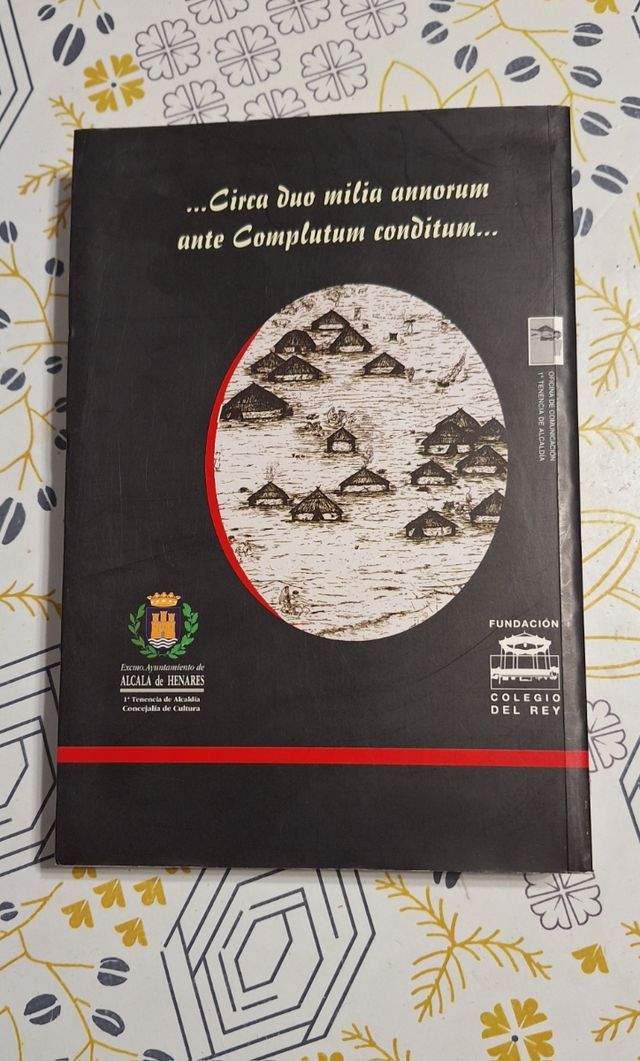 ...Circa duo milia annorum
ante Complutum conditum...
OFICINA DE COMUNICACIÓN
1ª TENENCIA DE ALCALDÍA
Excmo. Ayuntamiento de
ALCALA de HENARES
1ª Tenencia de Alcaldía
Concejalía de Cultura
FUNDACIÓN
COLEGIO
DEL REY